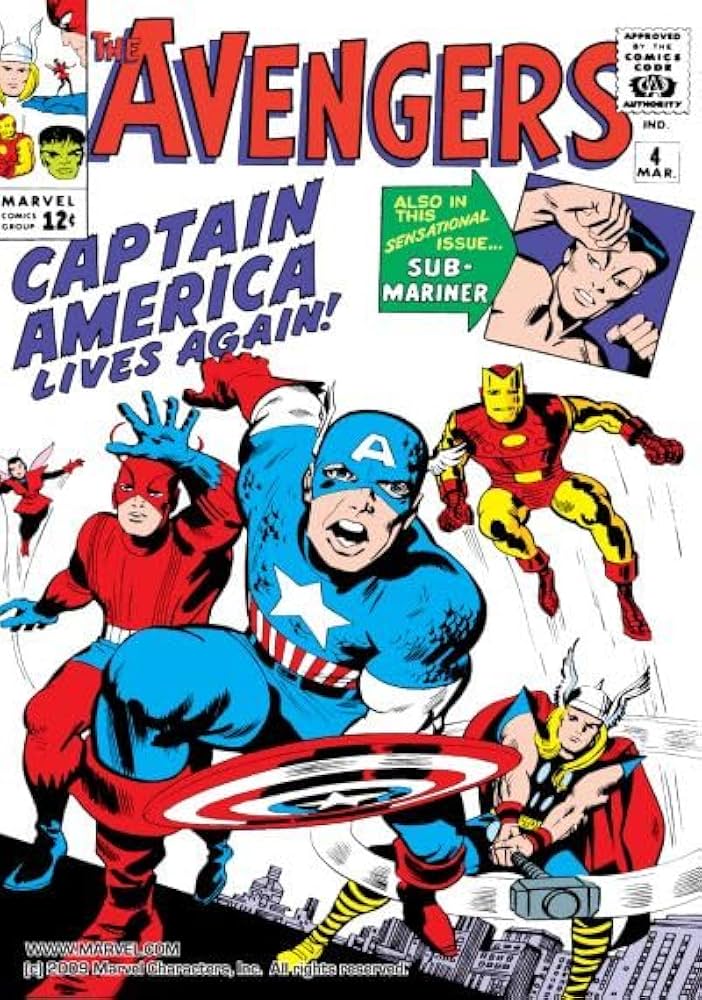 THE AVENGERS
APPROVED
BY THE
COMICS
CODE
AUTHORITY
IND.
4
MAR.
MARVEL
COMICS
GROUP
12¢
CAPTAIN
AMERICA
LIVES AGAIN!
ALSO IN
THIS
SENSATIONAL
ISSUE...
SUB-
MARINER
A
WWW.MARVEL.COM
(c) 2009 Marvel Characters, Inc. All rights reserved.